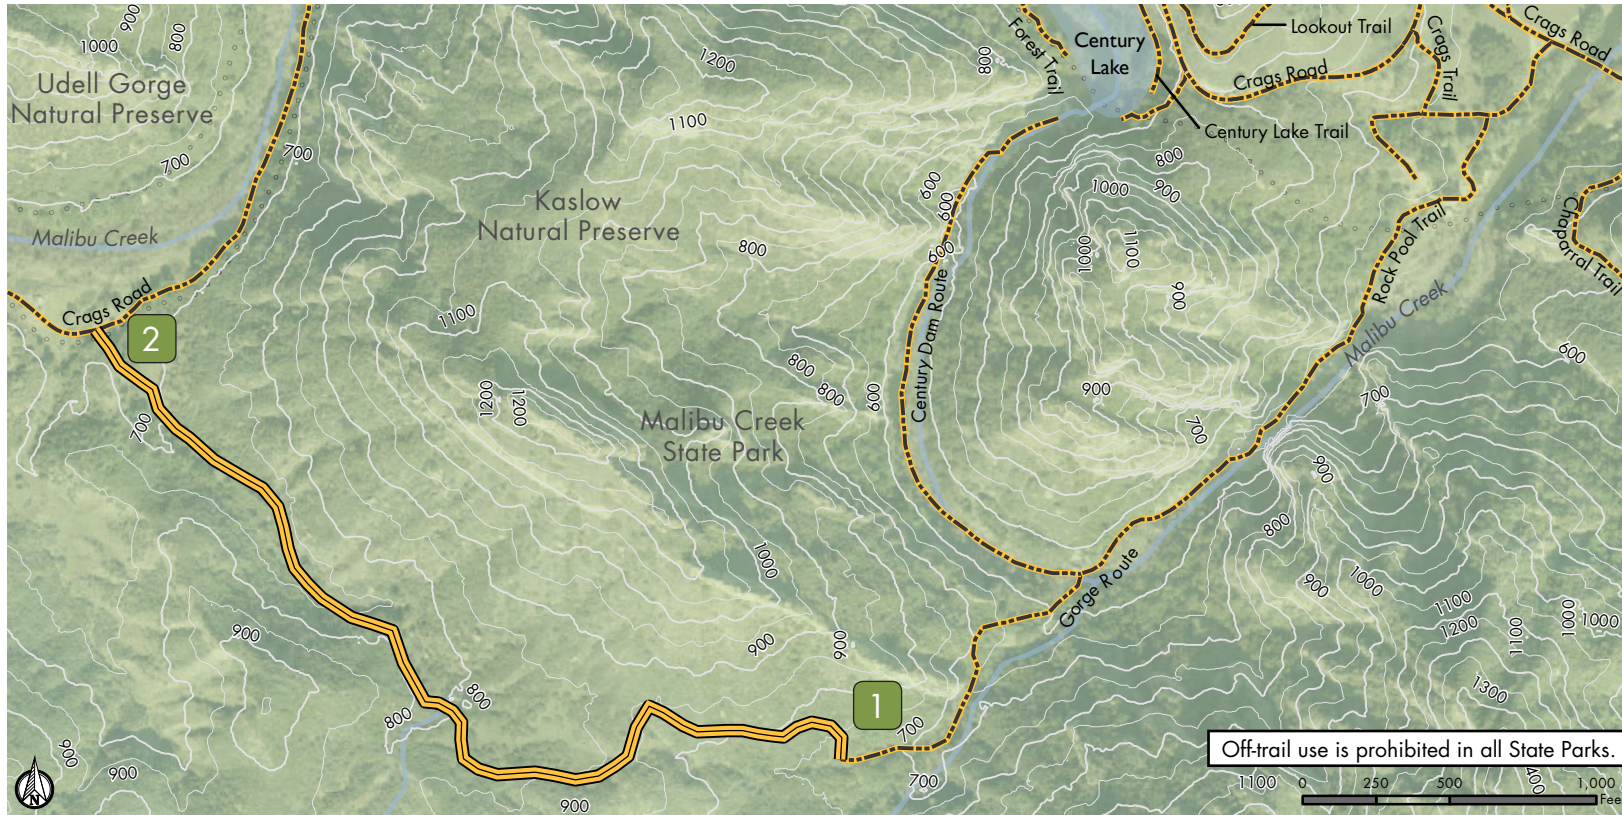 900
1000
800
Udell Gorge
Natural Preserve
700
700
Malibu Creek
Crags Road
2
700
1200
1100
Kaslow
Natural Preserve
800
1100
800
800
600
1200
1200
Malibu Creek
State Park
1000
900
900
900
800
800
900
900
900
1
700
700
800
Forest Trail
Century
Lake
Lookout Trail
Crags Road
Crags Trail
Crags Road
Century Lake Trail
600
600
600
800
900
1000
1000
1100
900
900
700
Century Dam Route
Rock Pool Trail
Malibu Creek
Chaparral Trail
600
700
900
800
Gorge Route
900
1000
1100
1200
1100
1000
1000
1300
1100
400
Off-trail use is prohibited in all State Parks.
0 250 500 1,000
Fee
N